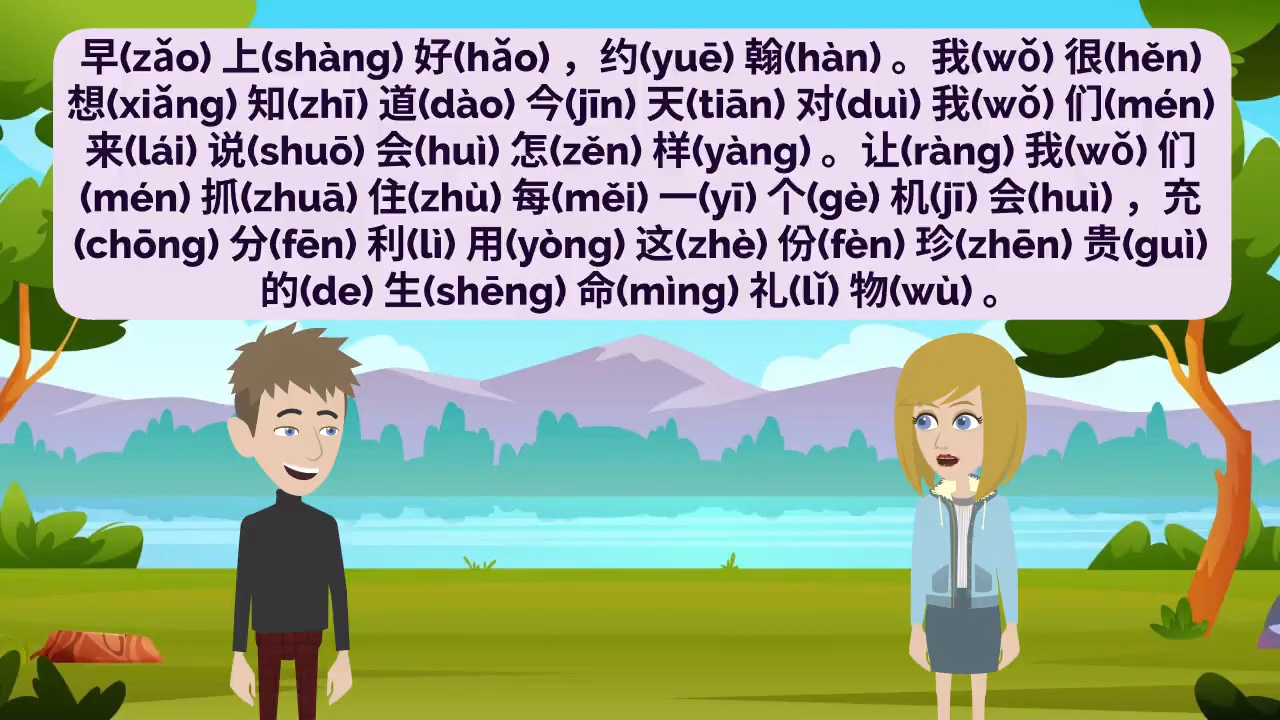 早(zǎo) 上(shàng) 好(hǎo) ，约(yuē) 翰(hàn) 。我(wǒ) 很(hěn)
想(xiǎng) 知(zhī) 道(dào) 今(jīn) 天(tiān) 对(duì) 我(wǒ) 们(mén)
来(lái) 说(shuō) 会(huì) 怎(zěn) 样(yàng) 。让(ràng) 我(wǒ) 们
(mén) 抓(zhuā) 住(zhù) 每(měi) 一(yī) 个(gè) 机(jī) 会(huì) ，充
(chōng) 分(fēn) 利(lì) 用(yòng) 这(zhè) 份(fèn) 珍(zhēn) 贵(guì)
的(de) 生(shēng) 命(mìng) 礼(lǐ) 物(wù) 。